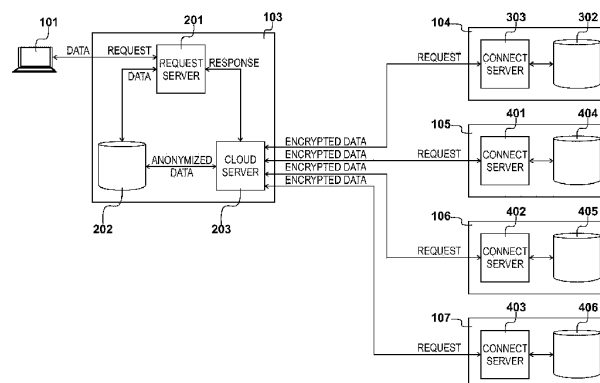 101
DATA
REQUEST
201
103
REQUEST
SERVER
DATA
RESPONSE
ANONYMIZED
DATA
CLOUD
SERVER
202
203
ENCRYPTED DATA
ENCRYPTED DATA
ENCRYPTED DATA
ENCRYPTED DATA
104
303
302
REQUEST
CONNECT
SERVER
105
401
404
REQUEST
CONNECT
SERVER
106
402
405
REQUEST
CONNECT
SERVER
107
403
406
REQUEST
CONNECT
SERVER